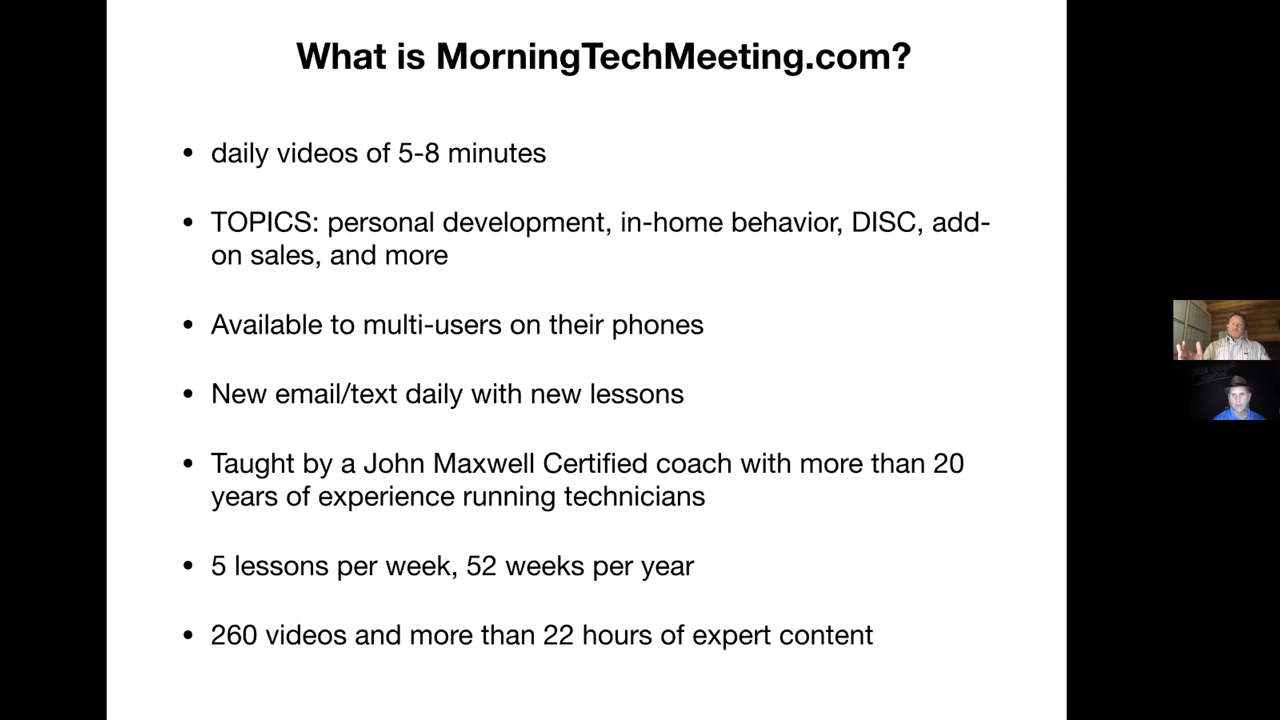 What is MorningTechMeeting.com?
• daily videos of 5-8 minutes
• TOPICS: personal development, in-home behavior, DISC, add-
on sales, and more
• Available to multi-users on their phones
• New email/text daily with new lessons
• Taught by a John Maxwell Certified coach with more than 20
years of experience running technicians
• 5 lessons per week, 52 weeks per year
• 260 videos and more than 22 hours of expert content